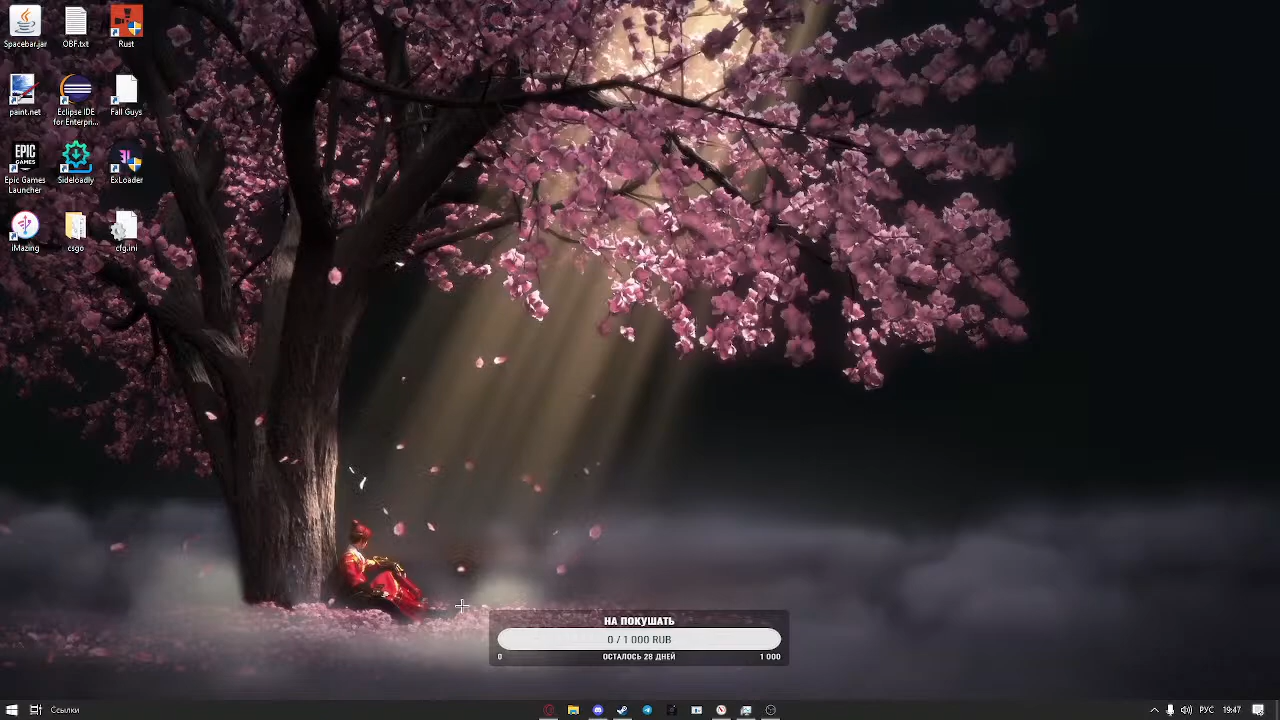 Spacebar.jar
OBF.txt
Rust
paint.net
Eclipse IDE
for Enterpri...
Fall Guys
EPIC
GAMES
Epic Games
Launcher
Sideloadly
ExLoader
iMazing
csgo
cfg.ini
НА ПОКУШАТЬ
0 / 1 000 RUB
0
ОСТАЛОСЬ 28 ДНЕЙ
1 000
Ссылки
РУС
19:47